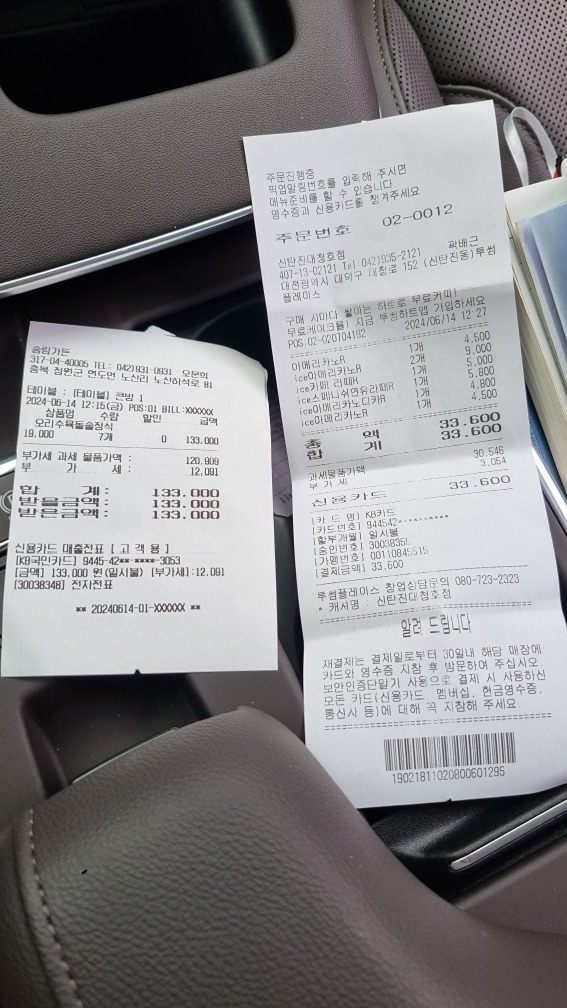 송림가든
317-04-40005 TEL: 042)931-0931 오문의
충북 청원군 현도면 노산리 노산하석로 81
테이블 : [테이블] 큰방 1
2024-06-14 12:15(금) POS:01 BILL:XXXXXX
상품명 수량 할인 금액
오리수육돌솥정식
19.000 7개 0 133.000
부가세 과세 물품가액 : 120.909
부 가 세 : 12.091
합 계 : 133.000
받을금액: 133.000
받은금액: 133.000
신용카드 매출전표 [ 고 객 용 ]
[KB국민카드] 9445-42**-****-3053
[금액] 133.000 원(일시불) [부가세]:12.091
[30038348] 전자전표
** 20240614-01-XXXXXX **
주문진행중
픽업알림번호를 입력해 주시면
메뉴준비를 할 수 있습니다
영수증과 신용카드를 챙겨주세요
주문번호 02-0012
신탄진대청호점 곽배근
407-13-02121 Tel 042)935-2121
대전광역시 대덕구 대청로 152 (신탄진동)투썸
플레이스
구매 시마다 쌓이는 하트로 무료커피!
무료케이크를! 지금 투썸하트앱 가입하세요
POS:02-020704192 2024/06/14 12:27
아메리카노R 1개 4.500
ice아메리카노R 2개 9.000
ice카페 라떼R 1개 5.000
ice스페니쉬연유라떼R 1개 5.800
ice아메리카노디카R 1개 4.800
ice아메리카노R 1개 4.500
총 액 33.600
합 계 33.600
과세물품가액 30.546
부 가 세 3.054
신용카드 33.600
[카 드 명] KB카드
[카드번호] 944542**********
[할부개월] 일시불
[승인번호] 30038355
[가맹번호] 00110845515
[결제금액] 33.600
투썸플레이스 창업상담문의 080-723-2323
* 캐셔명 : 신탄진대청호점
알려 드립니다
재결제는 결제일로부터 30일내 해당 매장에
카드와 영수증 지참 후 방문하여 주십시오.
보안인증단말기 사용으로 결제 시 사용하신
모든 카드(신용카드, 멤버십, 현금영수증,
통신사 등)에 대해 꼭 지참해 주세요.
19021811020800601295